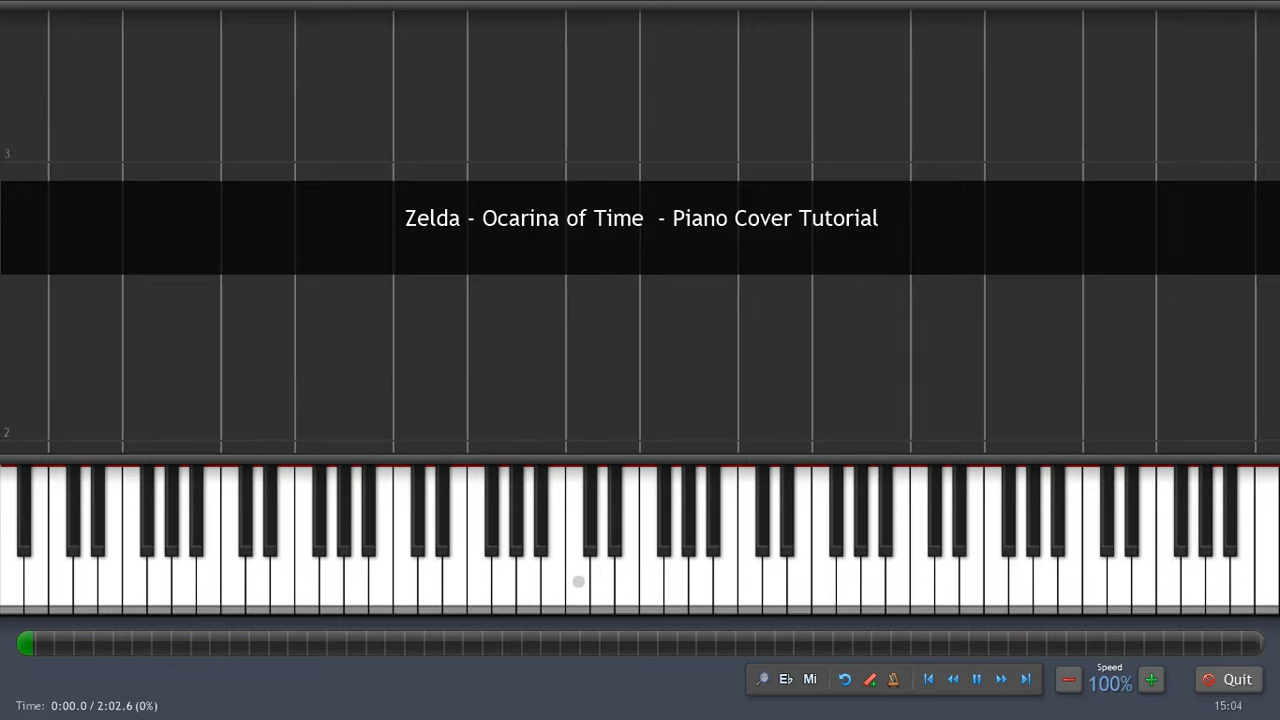 3
Zelda - Ocarina of Time  - Piano Cover Tutorial
2
Speed
E♭ Mi 100% Quit
Time: 0:00.0 / 2:02.6 (0%) 15:04